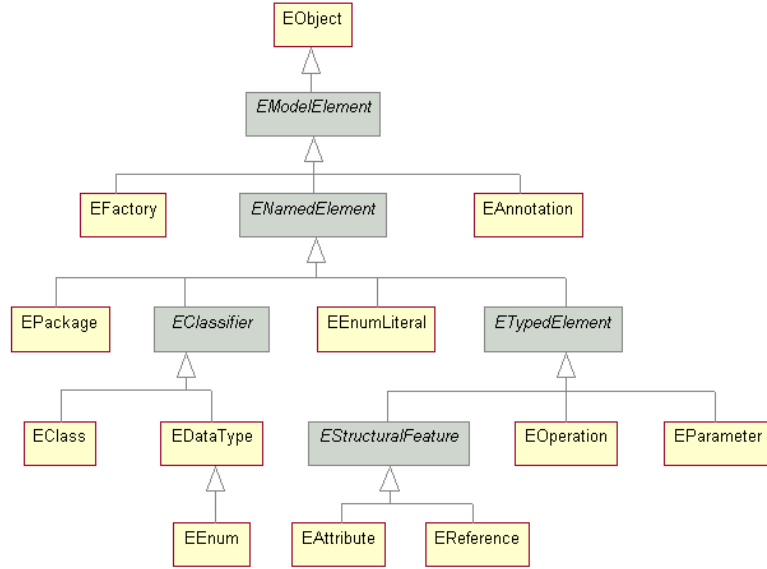 EObject
EModelElement
EFactory
ENamedElement
EAnnotation
EPackage
EClassifier
EEnumLiteral
ETypedElement
EClass
EDataType
EStructuralFeature
EOperation
EParameter
EEnum
EAttribute
EReference